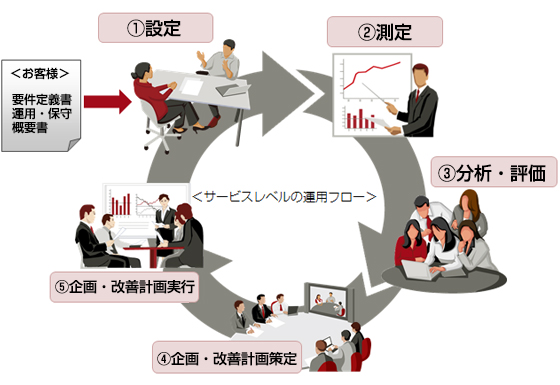 ①設定
②測定
＜お客様＞
要件定義書
運用・保守
概要書
③分析・評価
＜サービスレベルの運用フロー＞
⑤企画・改善計画実行
④企画・改善計画策定